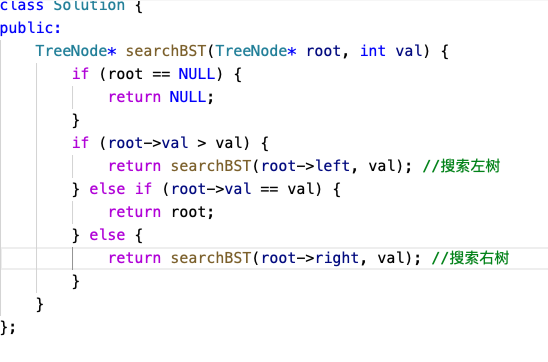 class Solution {
public:
    TreeNode* searchBST(TreeNode* root, int val) {
        if (root == NULL) {
            return NULL;
        }
        if (root->val > val) {
            return searchBST(root->left, val); //搜索左树
        } else if (root->val == val) {
            return root;
        } else {
            return searchBST(root->right, val); //搜索右树
        }
    }
};